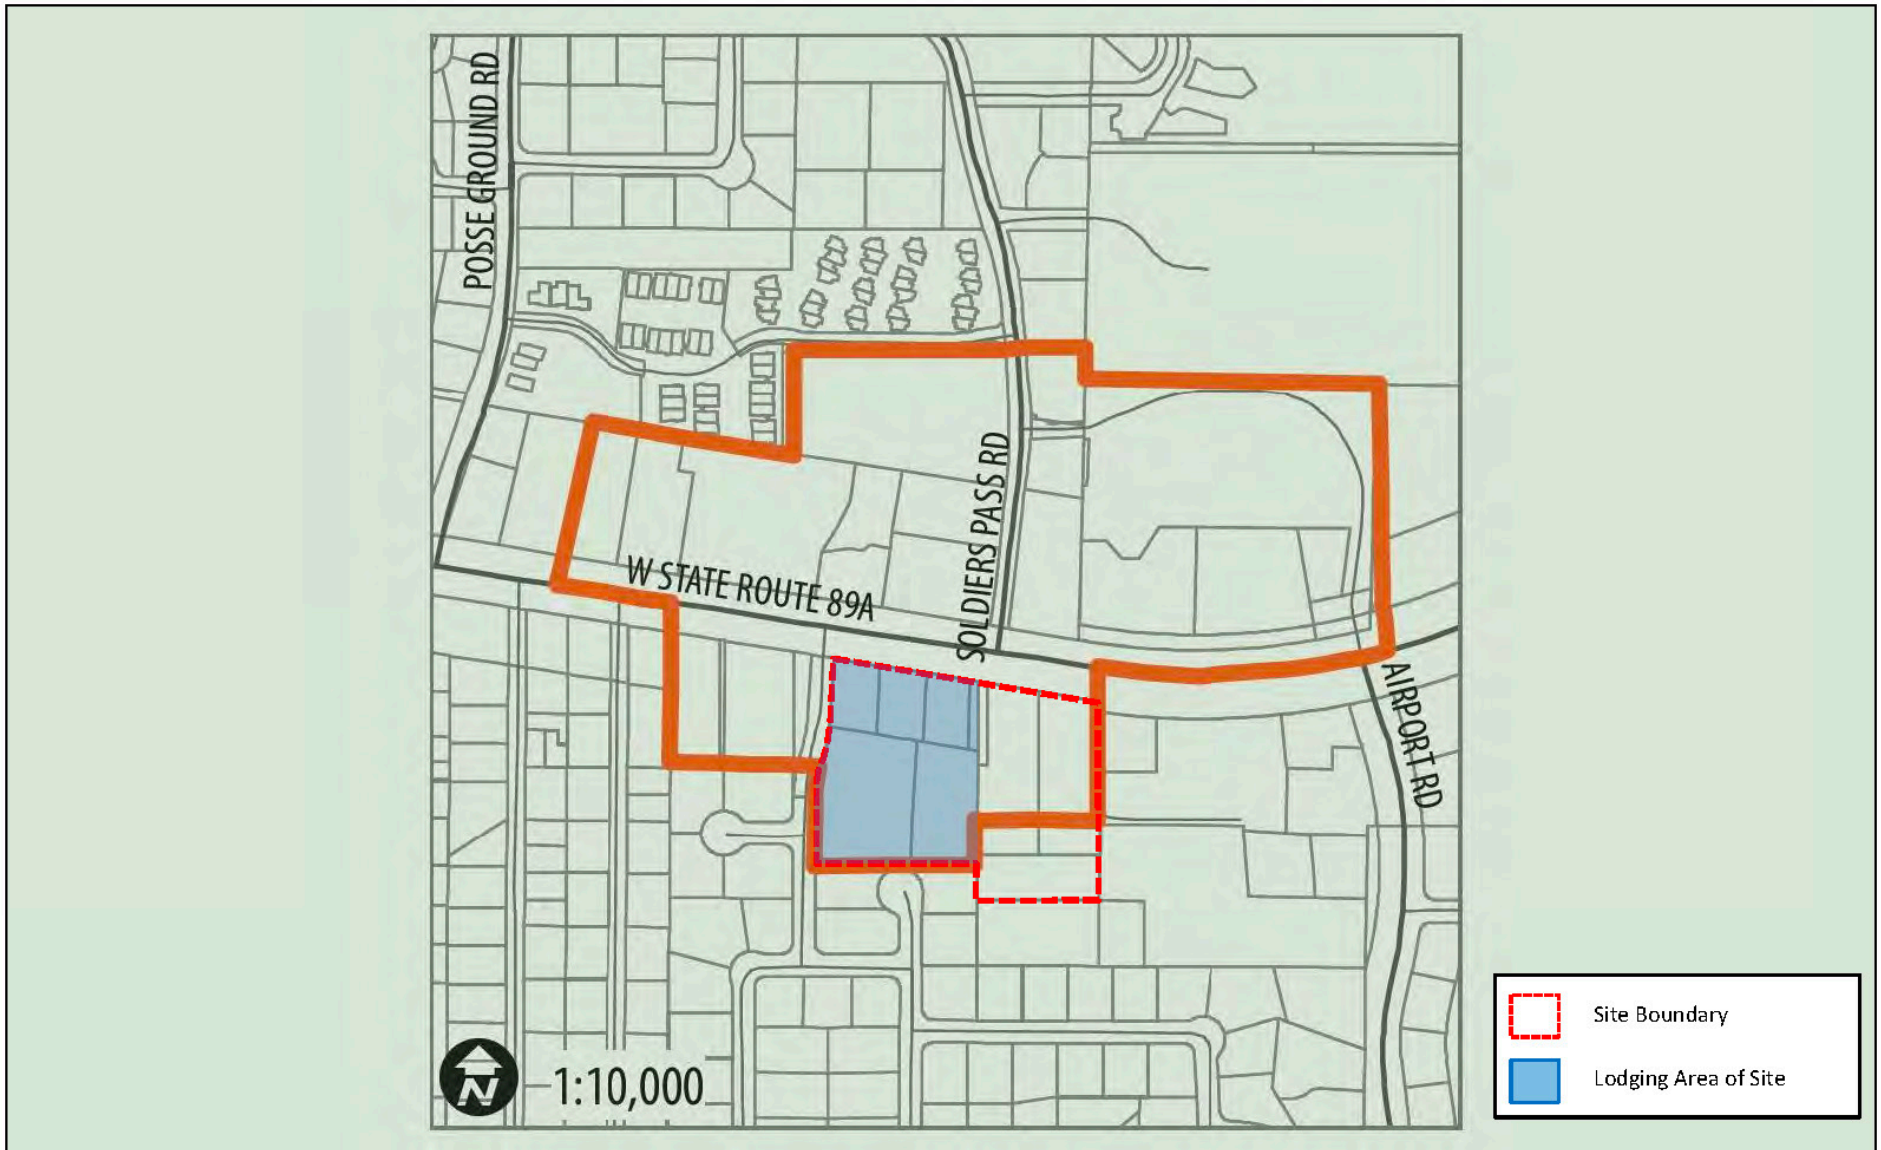 POSSE GROUND RD
W STATE ROUTE 89A
SOLDIERS PASS RD
AIRPORT RD
N
1:10,000
Site Boundary
Lodging Area of Site